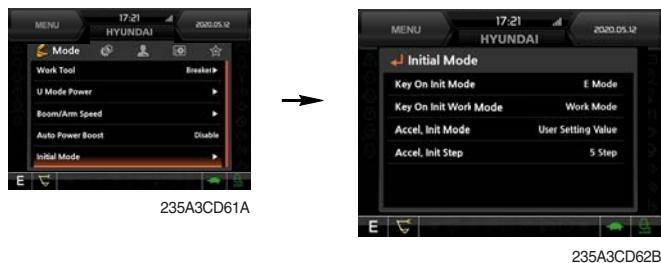 MENU 17:21 2020.05.12
HYUNDAI
Mode
Work Tool Breaker
U Mode Power
Boom/Arm Speed
Auto Power Boost Disable
Initial Mode
E
235A3CD61A
MENU 17:21 2020.05.12
HYUNDAI
Initial Mode
Key On Init Mode E Mode
Key On Init Work Mode Work Mode
Accel, Init Mode User Setting Value
Accel, Init Step 5 Step
E
235A3CD62B